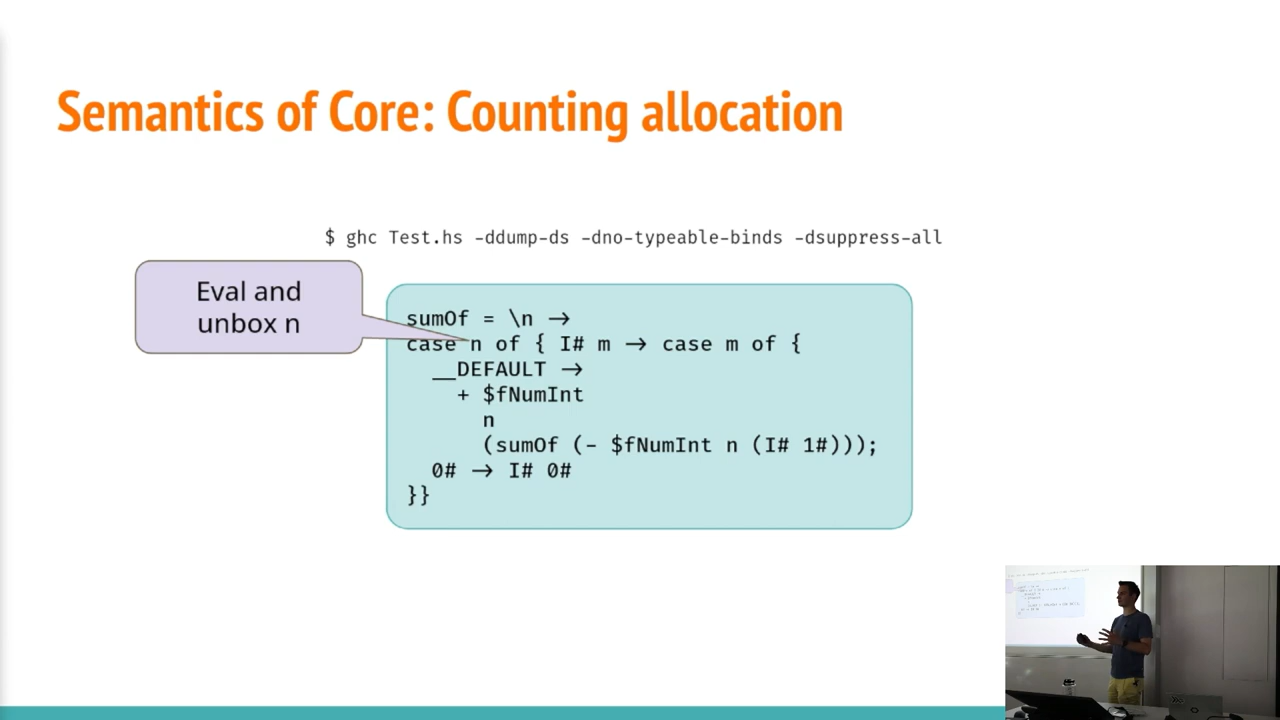 Semantics of Core: Counting allocation
$ ghc Test.hs -ddump-ds -dno-typeable-binds -dsuppress-all
Eval and
unbox n
sumOf = \n →
case n of { I# m → case m of {
__DEFAULT →
+ $fNumInt
n
(sumOf (- $fNumInt n (I# 1#)));
0# → I# 0#
}}